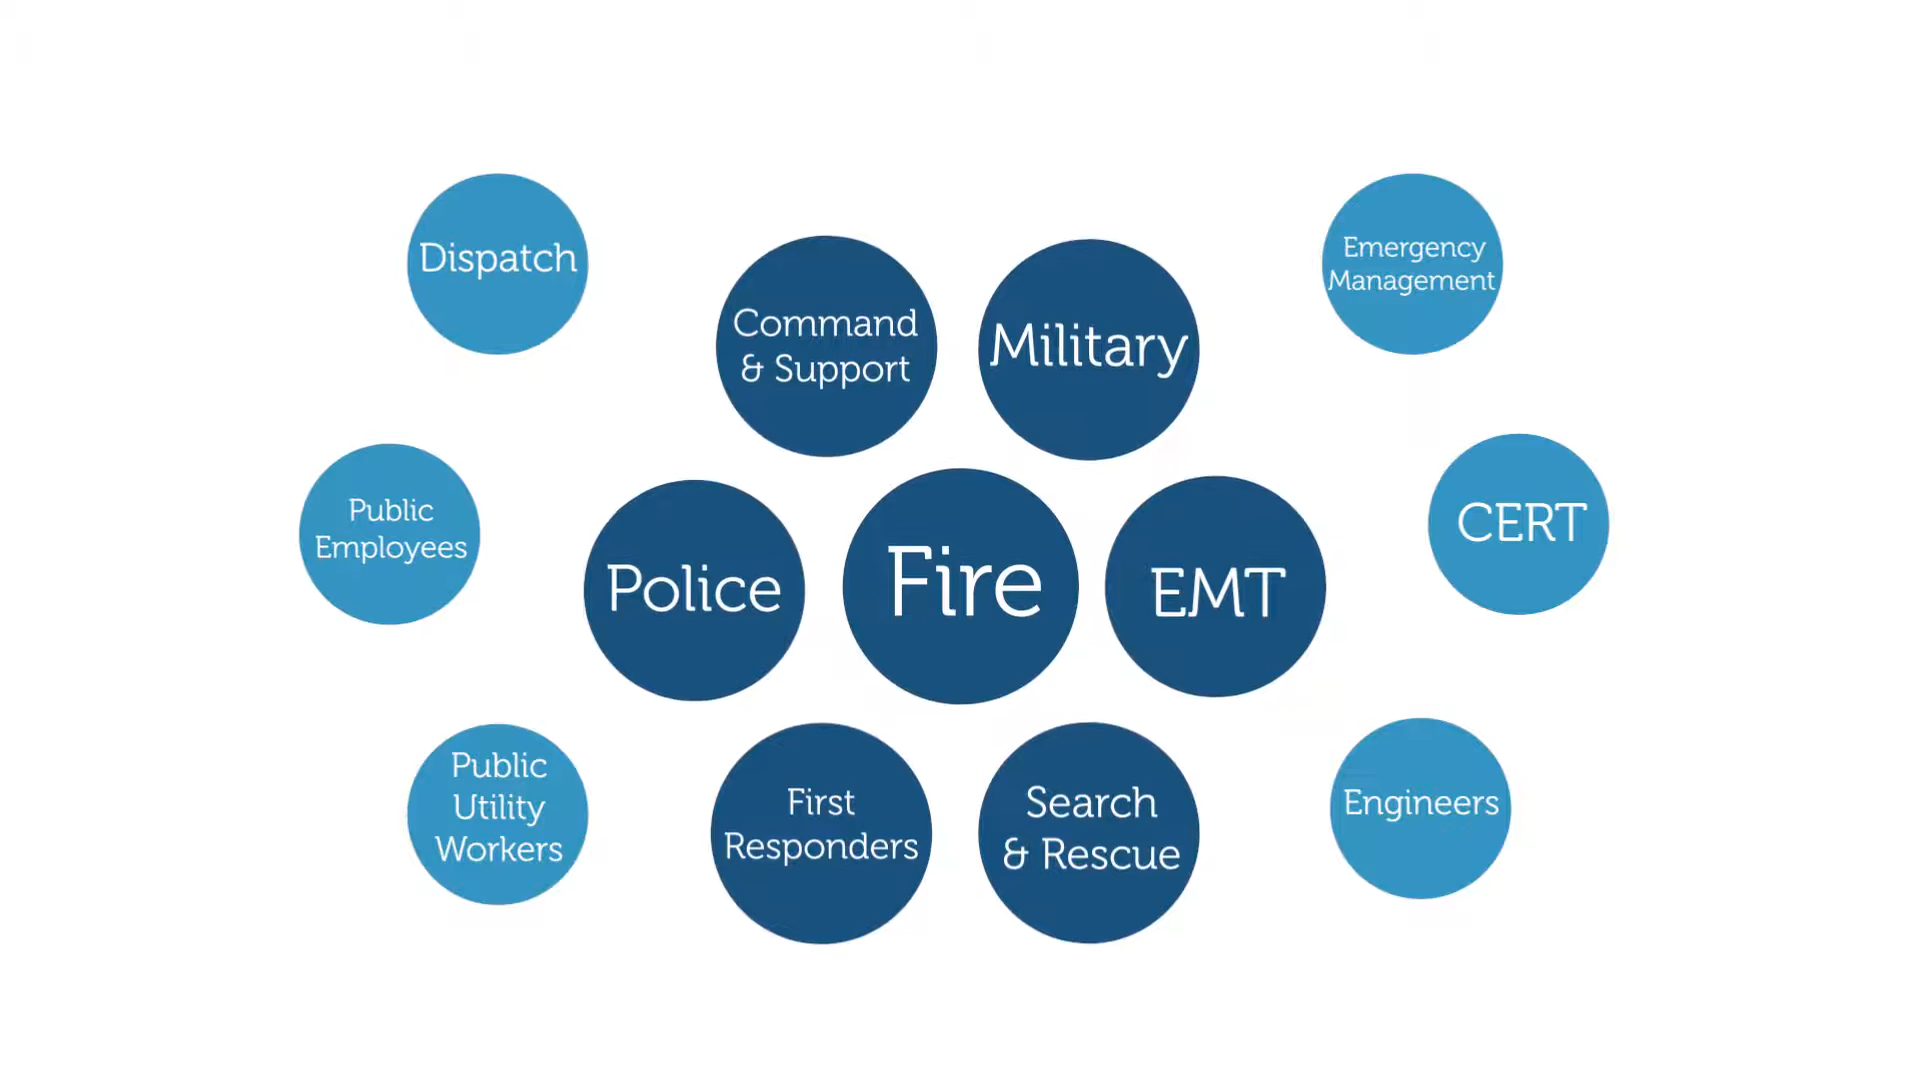 Dispatch
Command
& Support
Military
Emergency
Management
Public
Employees
Police
Fire
EMT
CERT
Public
Utility
Workers
First
Responders
Search
& Rescue
Engineers